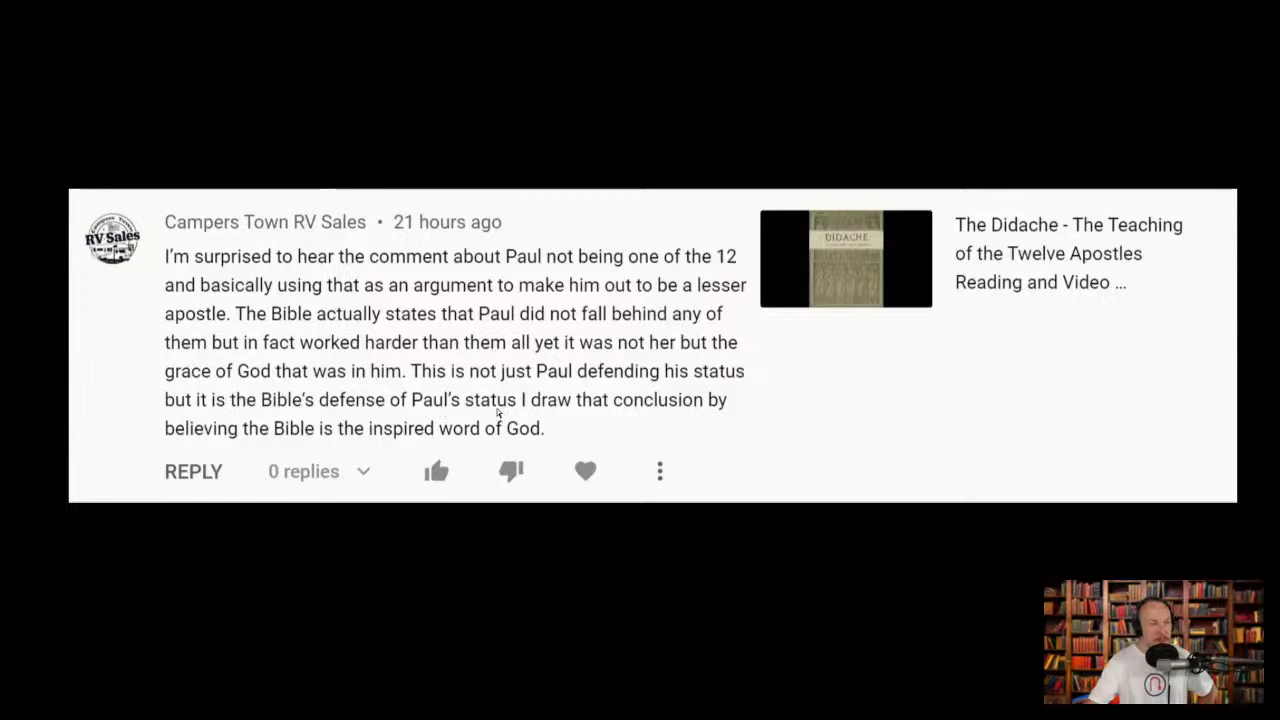 Campers Town RV Sales • 21 hours ago
I'm surprised to hear the comment about Paul not being one of the 12
and basically using that as an argument to make him out to be a lesser
apostle. The Bible actually states that Paul did not fall behind any of
them but in fact worked harder than them all yet it was not her but the
grace of God that was in him. This is not just Paul defending his status
but it is the Bible's defense of Paul's status I draw that conclusion by
believing the Bible is the inspired word of God.
REPLY 0 replies
RV Sales
DIDACHE
The Didache - The Teaching
of the Twelve Apostles
Reading and Video ...